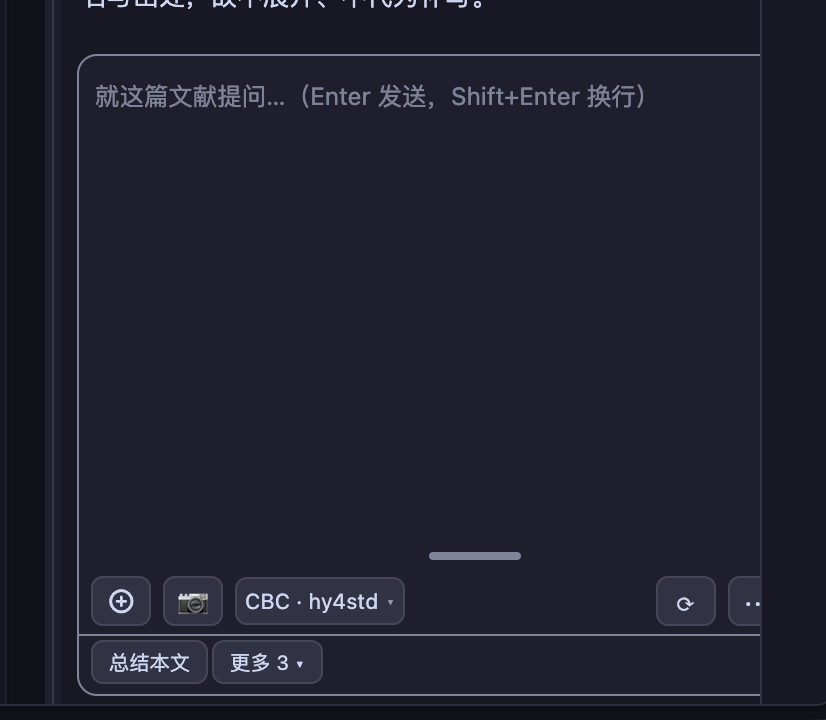 就这篇文献提问...（Enter 发送，Shift+Enter 换行）
CBC · hy4std
总结本文 更多 3